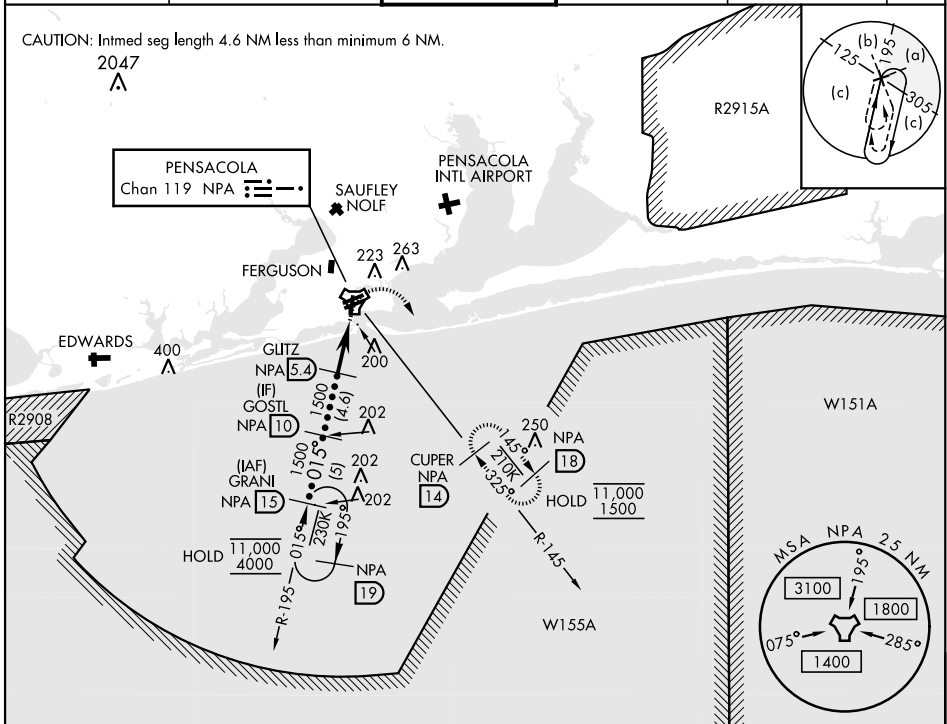 CAUTION: Intmed seg length 4.6 NM less than minimum 6 NM.
2047
(b)
195
(a)
125
(c)
305
(c)
R2915A
PENSACOLA
Chan 119 NPA
PENSACOLA
INTL AIRPORT
SAUFLEY
NOLF
223
263
FERGUSON
EDWARDS
400
GLITZ
NPA 5.4
200
(IF)
GOSTL
NPA 10
1500
(4.6)
202
R2908
W151A
(IAF)
GRANI
NPA 15
1500
015°
(5)
202
202
CUPER
NPA
14
145°
210K
325°
250
NPA
18
HOLD 11,000
1500
HOLD 11,000
4000
015°
230K
195°
NPA
19
R-195
R-145
W155A
MSA NPA 25 NM
195°
3100
1800
075°
285°
1400